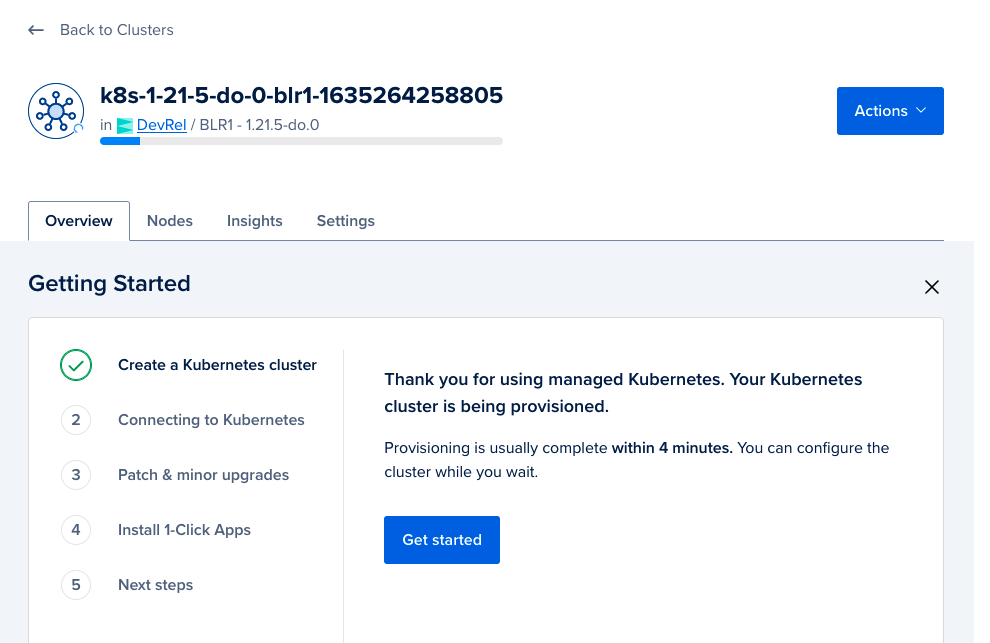 ← Back to Clusters
k8s-1-21-5-do-0-blr1-1635264258805
Actions
in DevRel / BLR1 - 1.21.5-do.0
Overview Nodes Insights Settings
Getting Started
Create a Kubernetes cluster
2 Connecting to Kubernetes
3 Patch & minor upgrades
4 Install 1-Click Apps
5 Next steps
Thank you for using managed Kubernetes. Your Kubernetes
cluster is being provisioned.
Provisioning is usually complete within 4 minutes. You can configure the
cluster while you wait.
Get started